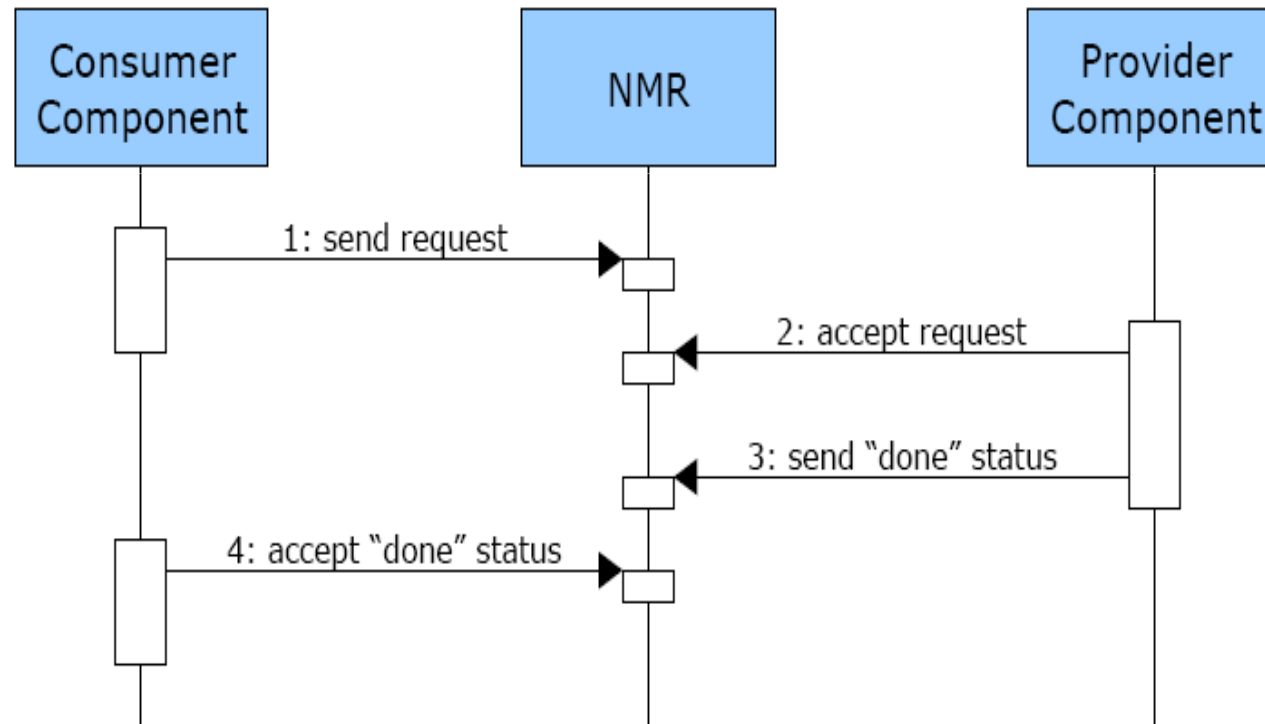 Consumer
Component
NMR
Provider
Component
1: send request
2: accept request
3: send “done” status
4: accept “done” status